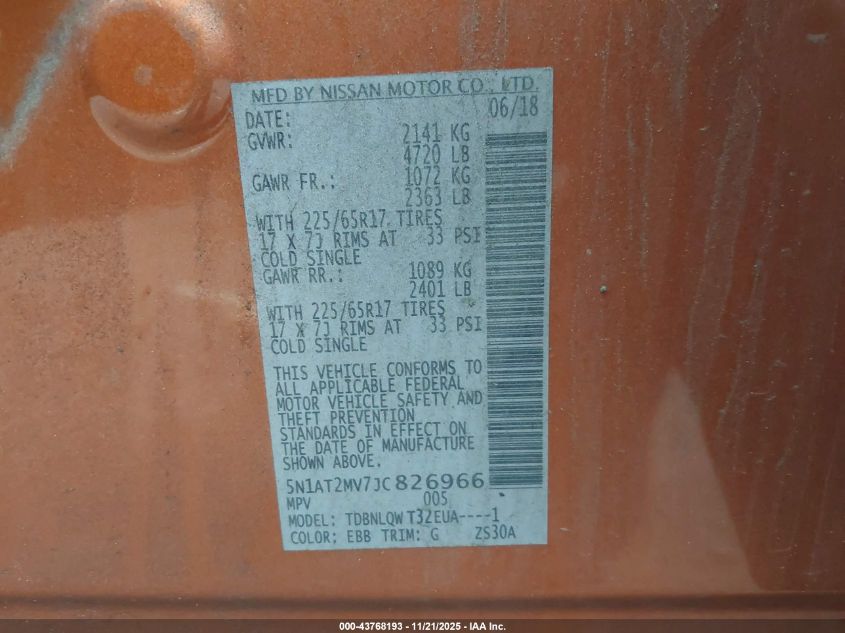 MFD BY NISSAN MOTOR CO., LTD.
DATE: 06/18
GVWR: 2141 KG
4720 LB
GAWR FR.: 1072 KG
2363 LB
WITH 225/65R17 TIRES
17 X 7J RIMS AT 33 PSI
COLD SINGLE
GAWR RR.: 1089 KG
2401 LB
WITH 225/65R17 TIRES
17 X 7J RIMS AT 33 PSI
COLD SINGLE
THIS VEHICLE CONFORMS TO
ALL APPLICABLE FEDERAL
MOTOR VEHICLE SAFETY AND
THEFT PREVENTION
STANDARDS IN EFFECT ON
THE DATE OF MANUFACTURE
SHOWN ABOVE.
5N1AT2MV7JC826966
MPV 005
MODEL: TDBNLQW T32EUA----1
COLOR: EBB TRIM: G ZS30A
000-43768193 - 11/21/2025 - IAA Inc.